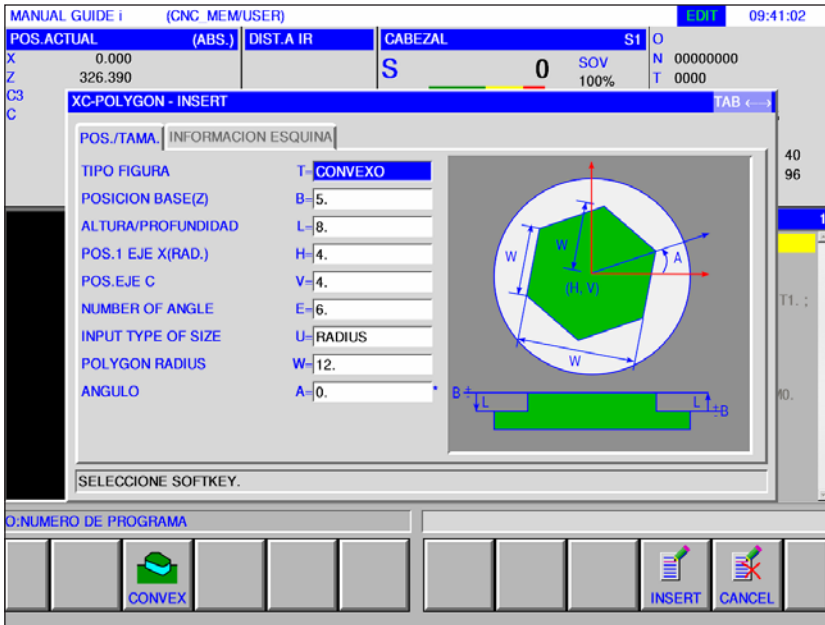 MANUAL GUIDE i (CNC_MEM/USER) EDIT 09:41:02
POS.ACTUAL (ABS.) DIST.A IR CABEZAL S1 O
X 0.000 S 0 SOV N 00000000
Z 326.390 100% T 0000
C3
C
XC-POLYGON - INSERT TAB ←→
POS./TAMA. INFORMACION ESQUINA
TIPO FIGURA T= CONVEXO
POSICION BASE(Z) B= 5.
ALTURA/PROFUNDIDAD L= 8.
POS.1 EJE X(RAD.) H= 4.
POS.EJE C V= 4.
NUMBER OF ANGLE E= 6.
INPUT TYPE OF SIZE U= RADIUS
POLYGON RADIUS W= 12.
ANGULO A= 0. °
W W A
(H, V)
W
B ± L L ±B
40
96
1
T1. ;
M0.
SELECCIONE SOFTKEY.
O:NUMERO DE PROGRAMA
CONVEX INSERT CANCEL